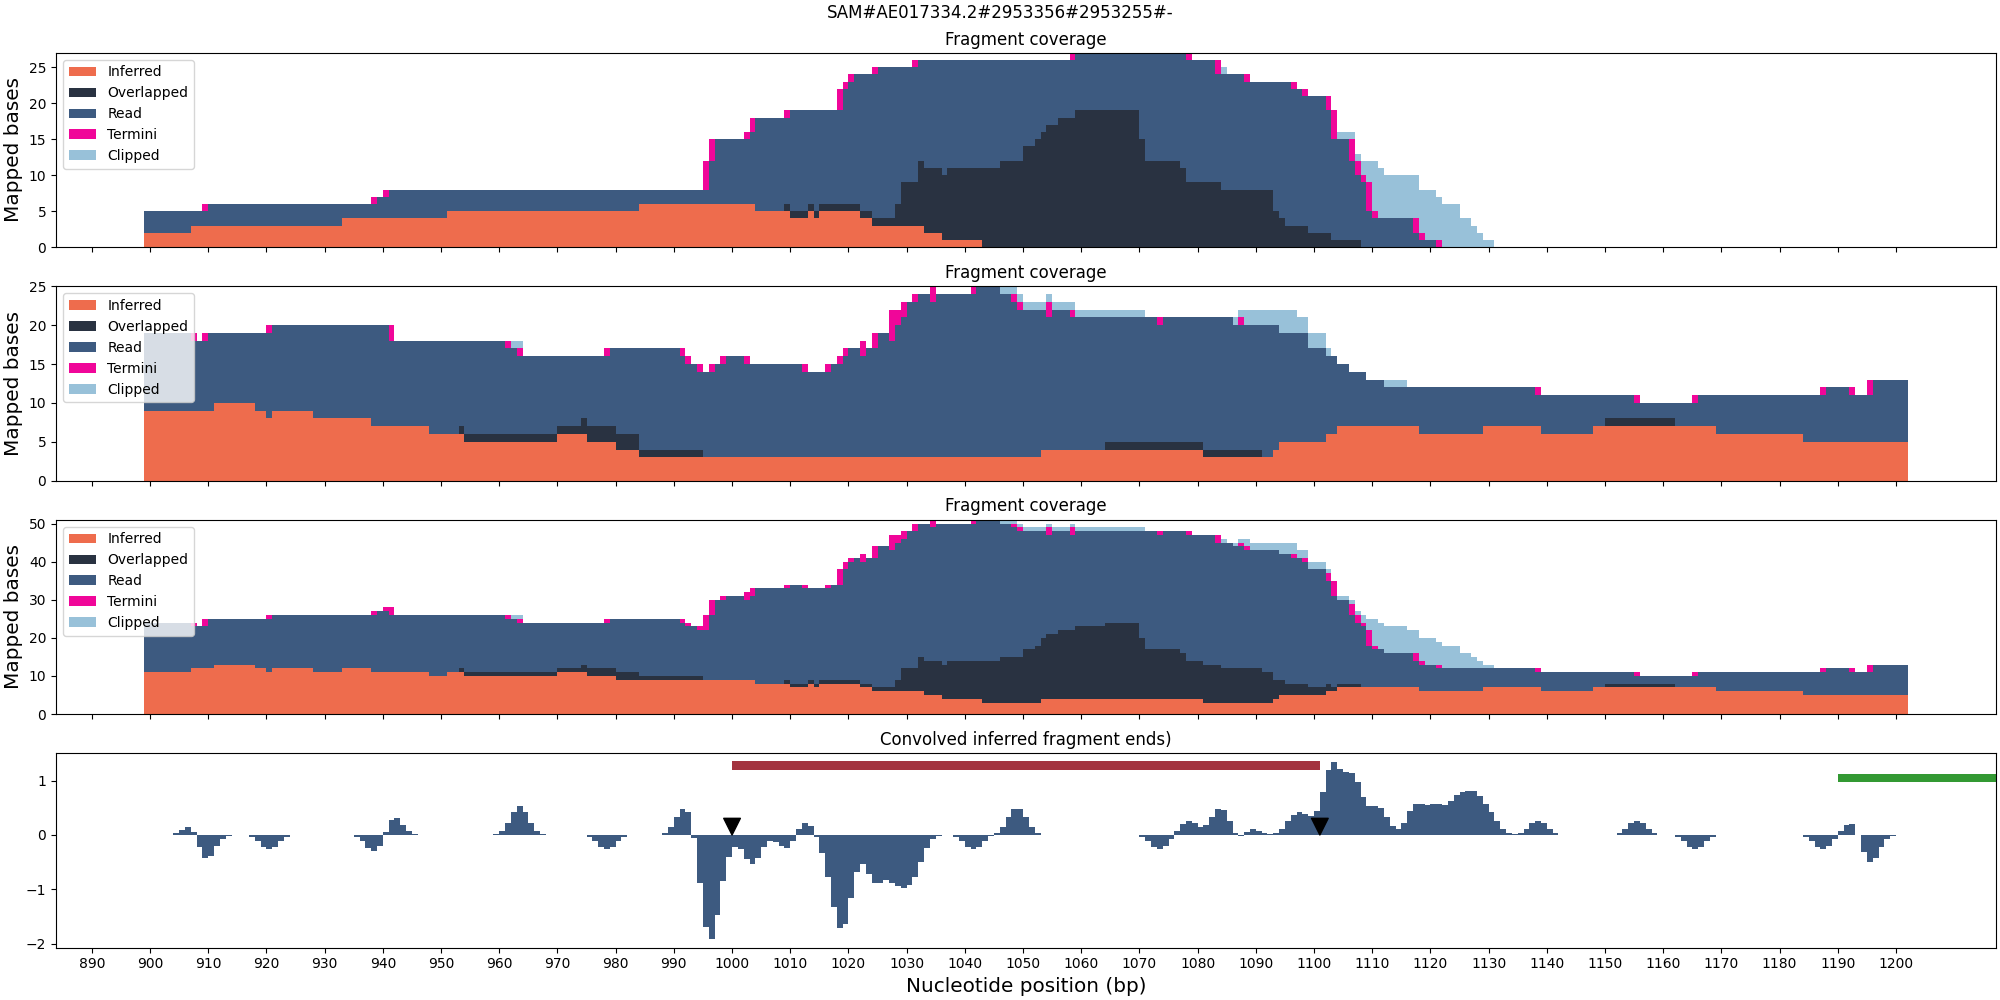 SAM#AE017334.2#2953356#2953255#-
Fragment coverage
Mapped bases
25
20
15
10
5
0
Inferred
Overlapped
Read
Termini
Clipped
Fragment coverage
Mapped bases
25
20
15
10
5
0
Inferred
Overlapped
Read
Termini
Clipped
Fragment coverage
Mapped bases
50
40
30
20
10
0
Inferred
Overlapped
Read
Termini
Clipped
Convolved inferred fragment ends)
1
0
−1
−2
890 900 910 920 930 940 950 960 970 980 990 1000 1010 1020 1030 1040 1050 1060 1070 1080 1090 1100 1110 1120 1130 1140 1150 1160 1170 1180 1190 1200
Nucleotide position (bp)